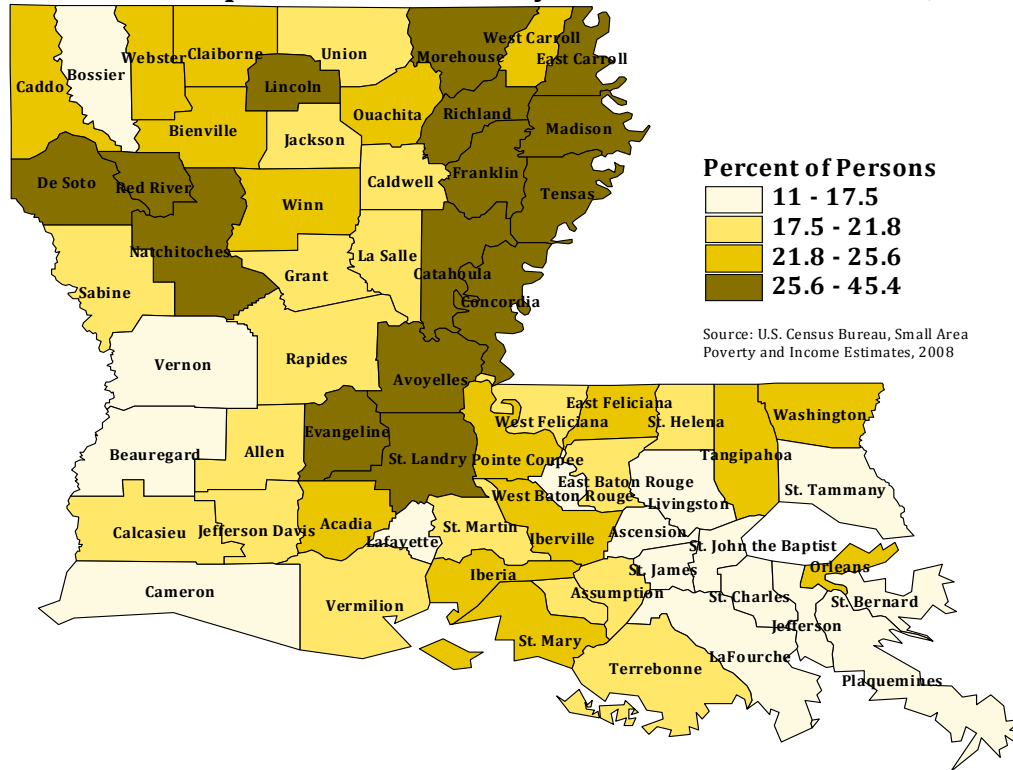 West Carroll
Webster
Claiborne
Union
Morehouse
East Carroll
Bossier
Caddo
Lincoln
Ouachita
Richland
Bienville
Madison
Jackson
Percent of Persons
Franklin
De Soto
Red River
Caldwell
Tensas
11 - 17.5
Winn
17.5 - 21.8
Natchitoches
La Salle
21.8 - 25.6
Grant
Catahoula
25.6 - 45.4
Sabine
Concordia
Source: U.S. Census Bureau, Small Area
Poverty and Income Estimates, 2008
Vernon
Rapides
Avoyelles
East Feliciana
West Feliciana
St. Helena
Washington
Evangeline
Allen
Beauregard
St. Landry
Pointe Coupee
Tangipahoa
East Baton Rouge
West Baton Rouge
Livingston
St. Tammany
Calcasieu
Jefferson Davis
Acadia
St. Martin
Lafayette
Iberville
Ascension
St. John the Baptist
Iberia
St. James
Orleans
Cameron
Assumption
St. Charles
St. Bernard
Vermilion
Jefferson
St. Mary
LaFourche
Terrebonne
Plaquemines